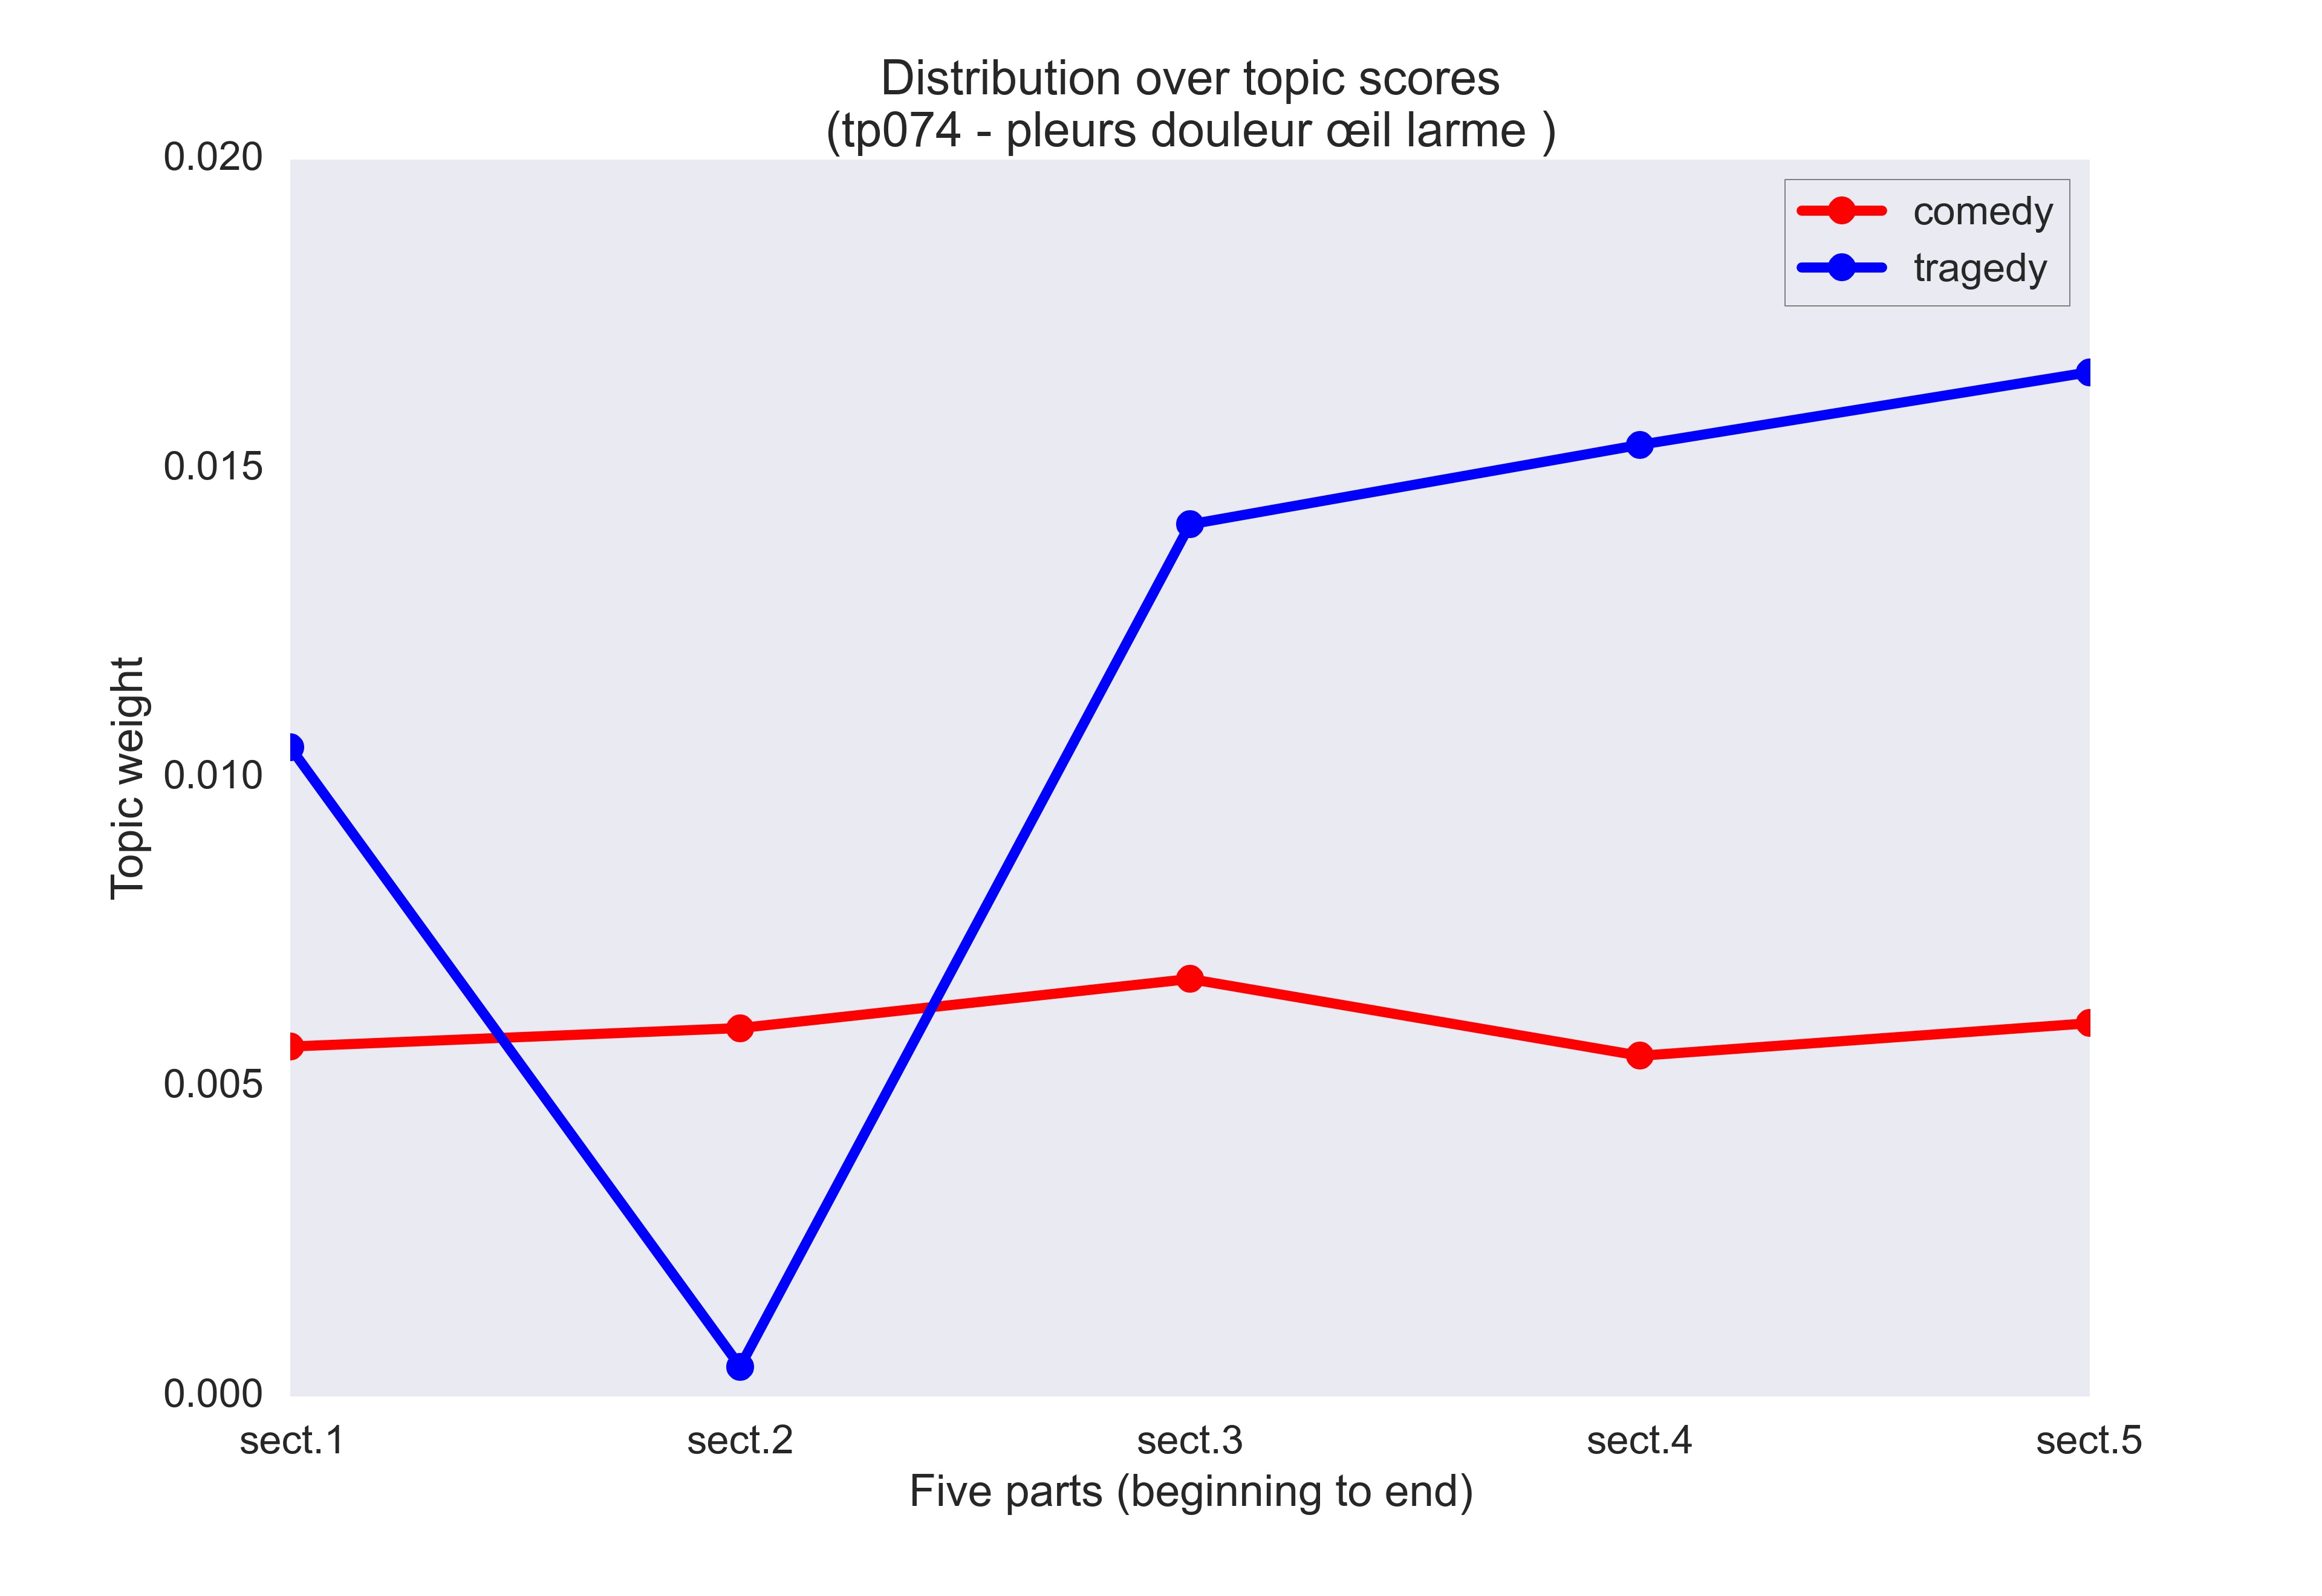 Distribution over topic scores
(tp074 - pleurs douleur œil larme )
0.020
0.015
0.010
0.005
0.000
Topic weight
comedy
tragedy
sect.1
sect.2
sect.3
sect.4
sect.5
Five parts (beginning to end)